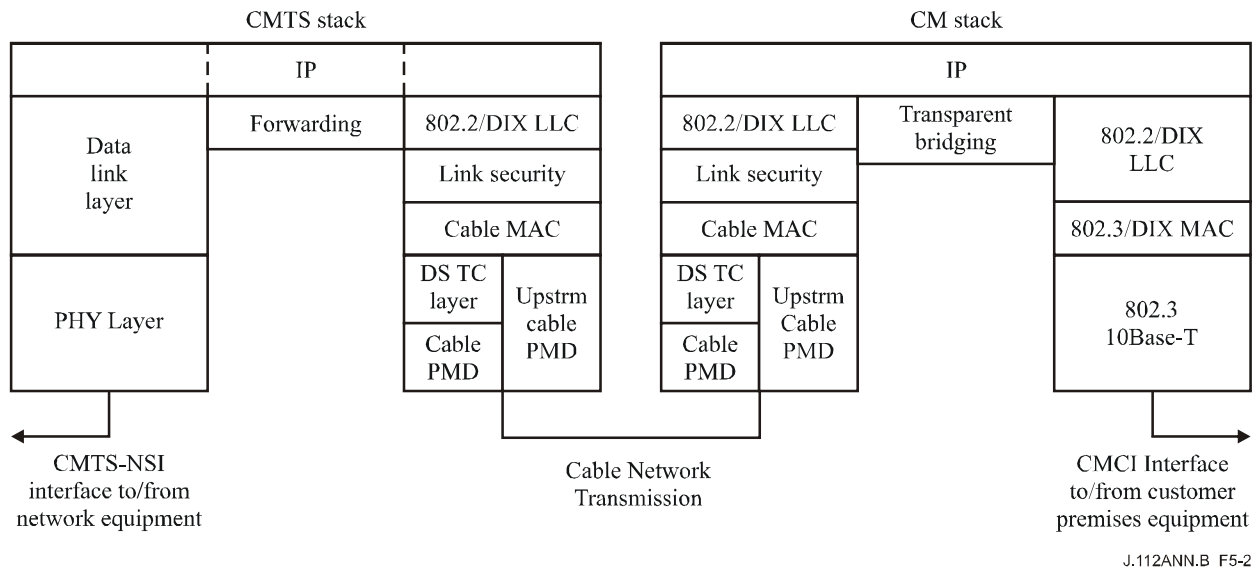 CMTS stack
CM stack
IP
IP
Data
link
layer
Forwarding
802.2/DIX LLC
Link security
Cable MAC
PHY Layer
DS TC
layer
Cable
PMD
Upstrm
cable
PMD
802.2/DIX LLC
Link security
Cable MAC
DS TC
layer
Cable
PMD
Upstrm
Cable
PMD
Transparent
bridging
802.2/DIX
LLC
802.3/DIX MAC
802.3
10Base-T
CMTS-NSI
interface to/from
network equipment
Cable Network
Transmission
CMCI Interface
to/from customer
premises equipment
J.112ANN.B F5-2